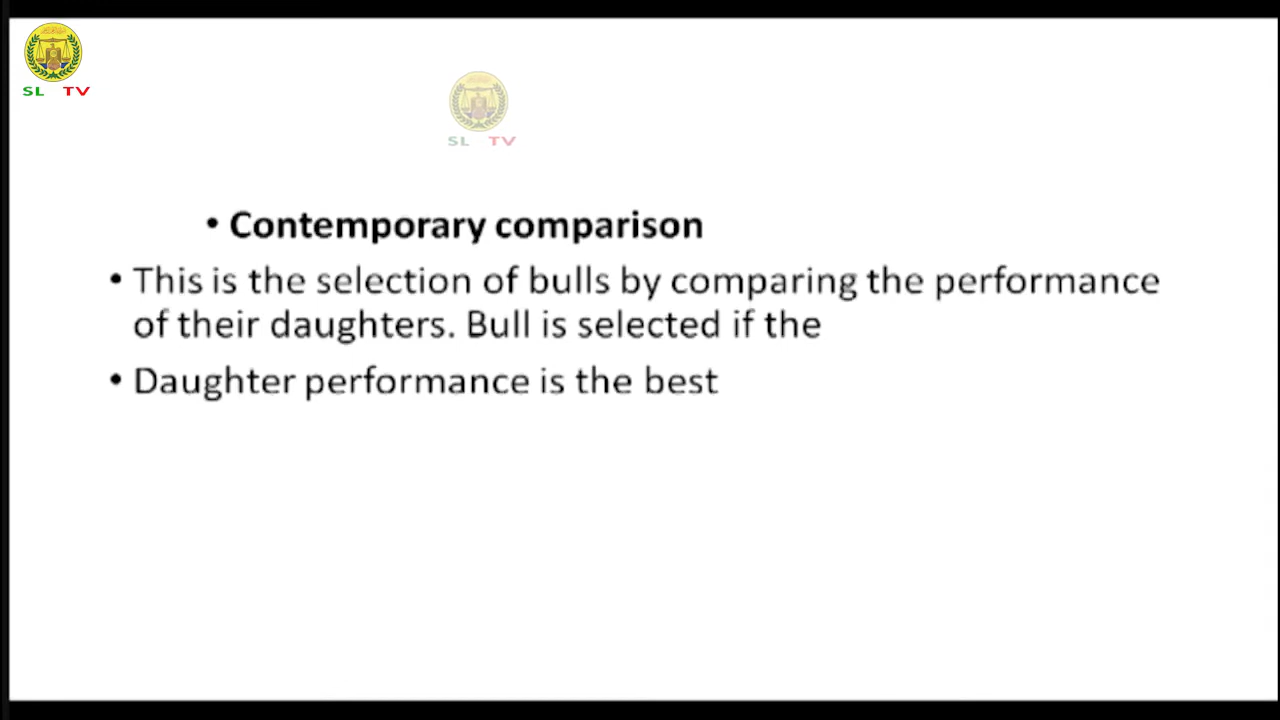 SL TV
SL TV
• Contemporary comparison
• This is the selection of bulls by comparing the performance
of their daughters. Bull is selected if the
• Daughter performance is the best